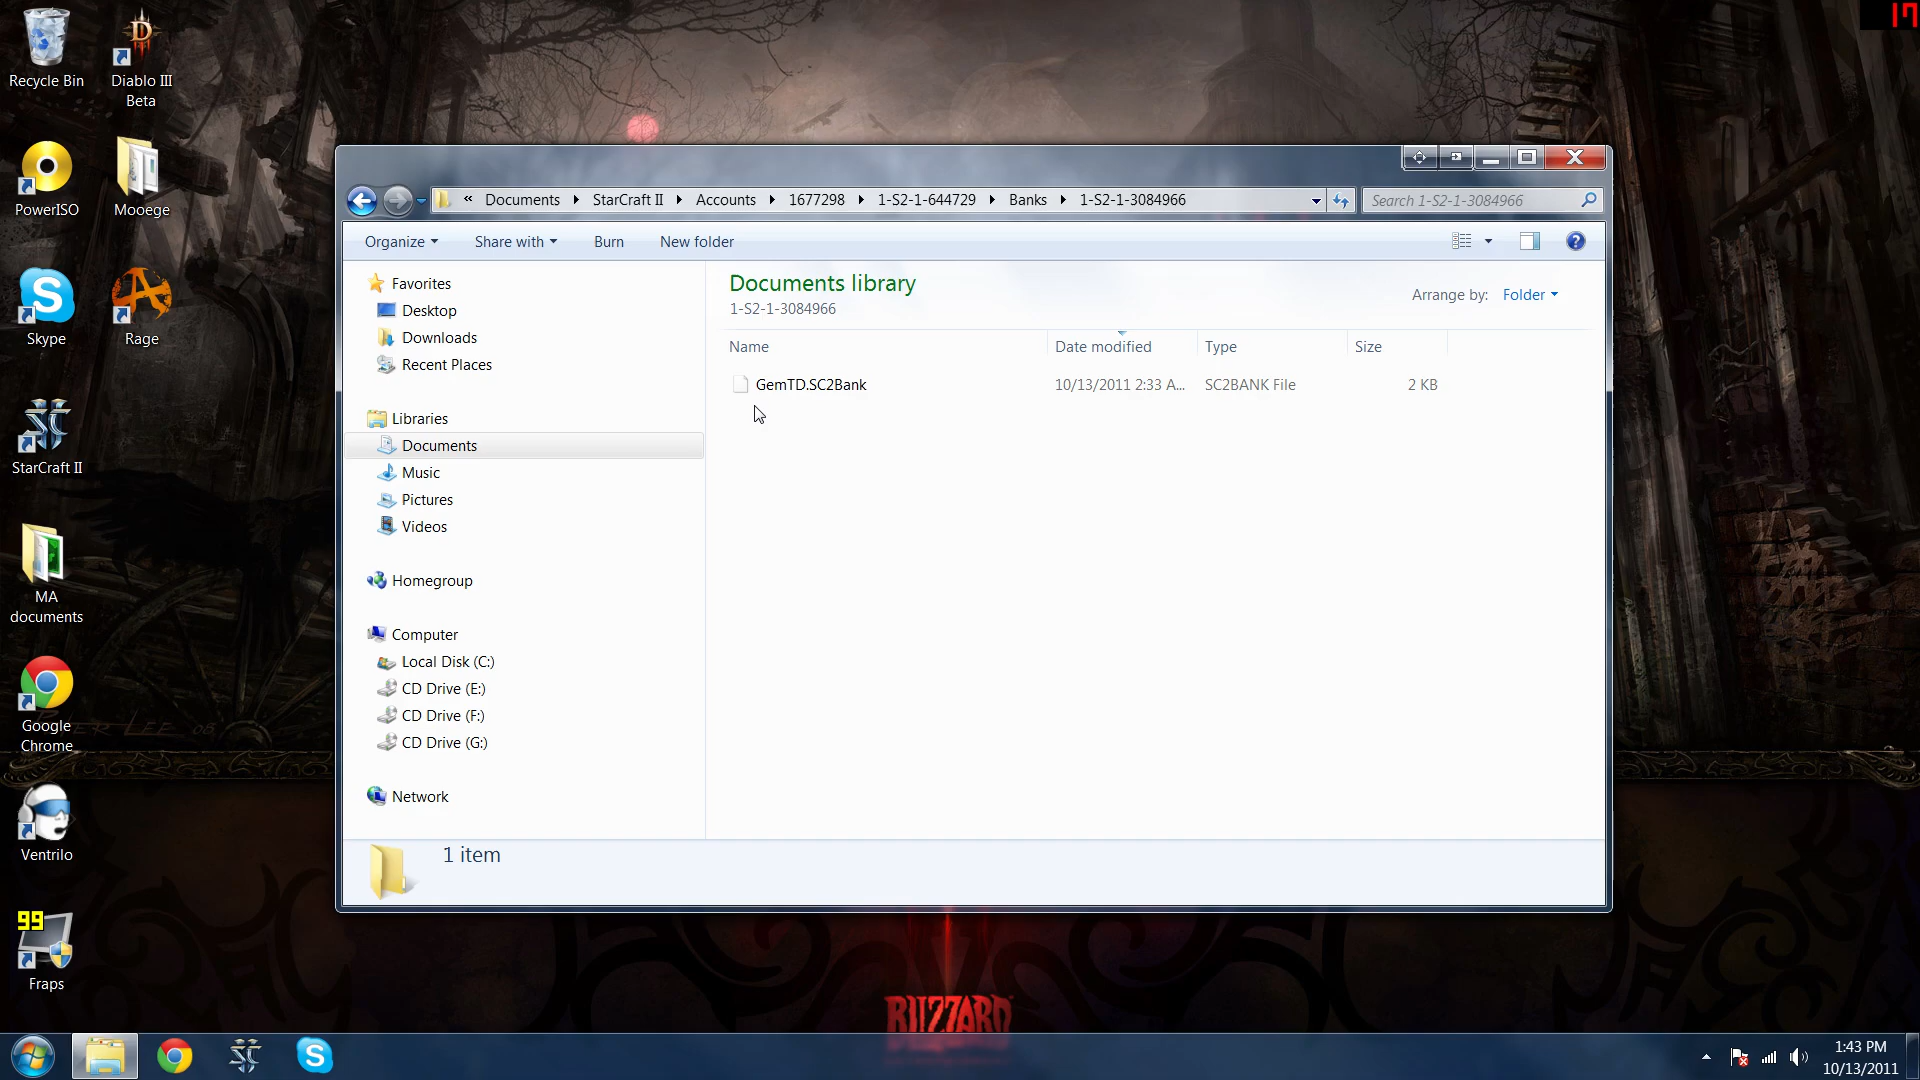 17
Recycle Bin
Diablo III
Beta
PowerISO
Mooege
Skype
Rage
StarCraft II
MA
documents
Google
Chrome
Ventrilo
99
Fraps
« Documents StarCraft II Accounts 1677298 1-S2-1-644729 Banks 1-S2-1-3084966
Search 1-S2-1-3084966
Organize Share with Burn New folder
Favorites
Desktop
Downloads
Recent Places
Libraries
Documents
Music
Pictures
Videos
Homegroup
Computer
Local Disk (C:)
CD Drive (E:)
CD Drive (F:)
CD Drive (G:)
Network
Documents library
1-S2-1-3084966
Arrange by: Folder
Name Date modified Type Size
GemTD.SC2Bank 10/13/2011 2:33 A... SC2BANK File 2 KB
1 item
BLIZZARD
1:43 PM
10/13/2011